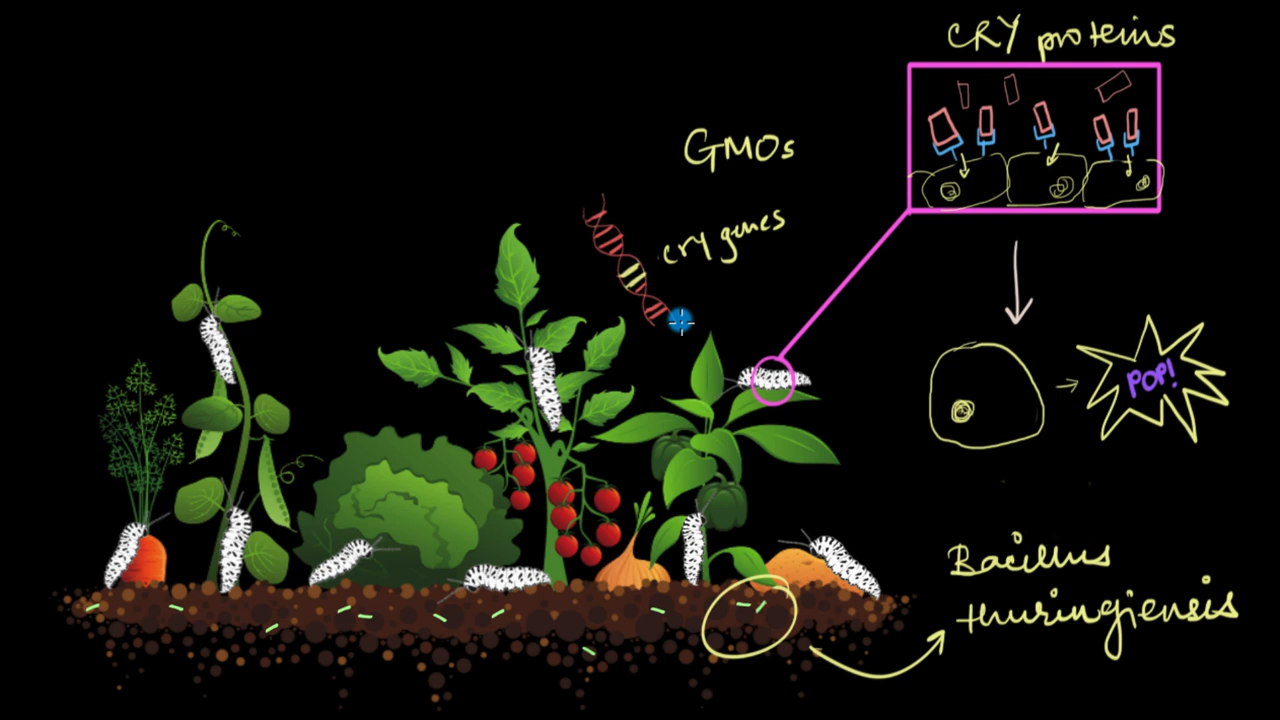 CRY proteins
GMOs
cry genes
POP!
Bacillus
thuringiensis